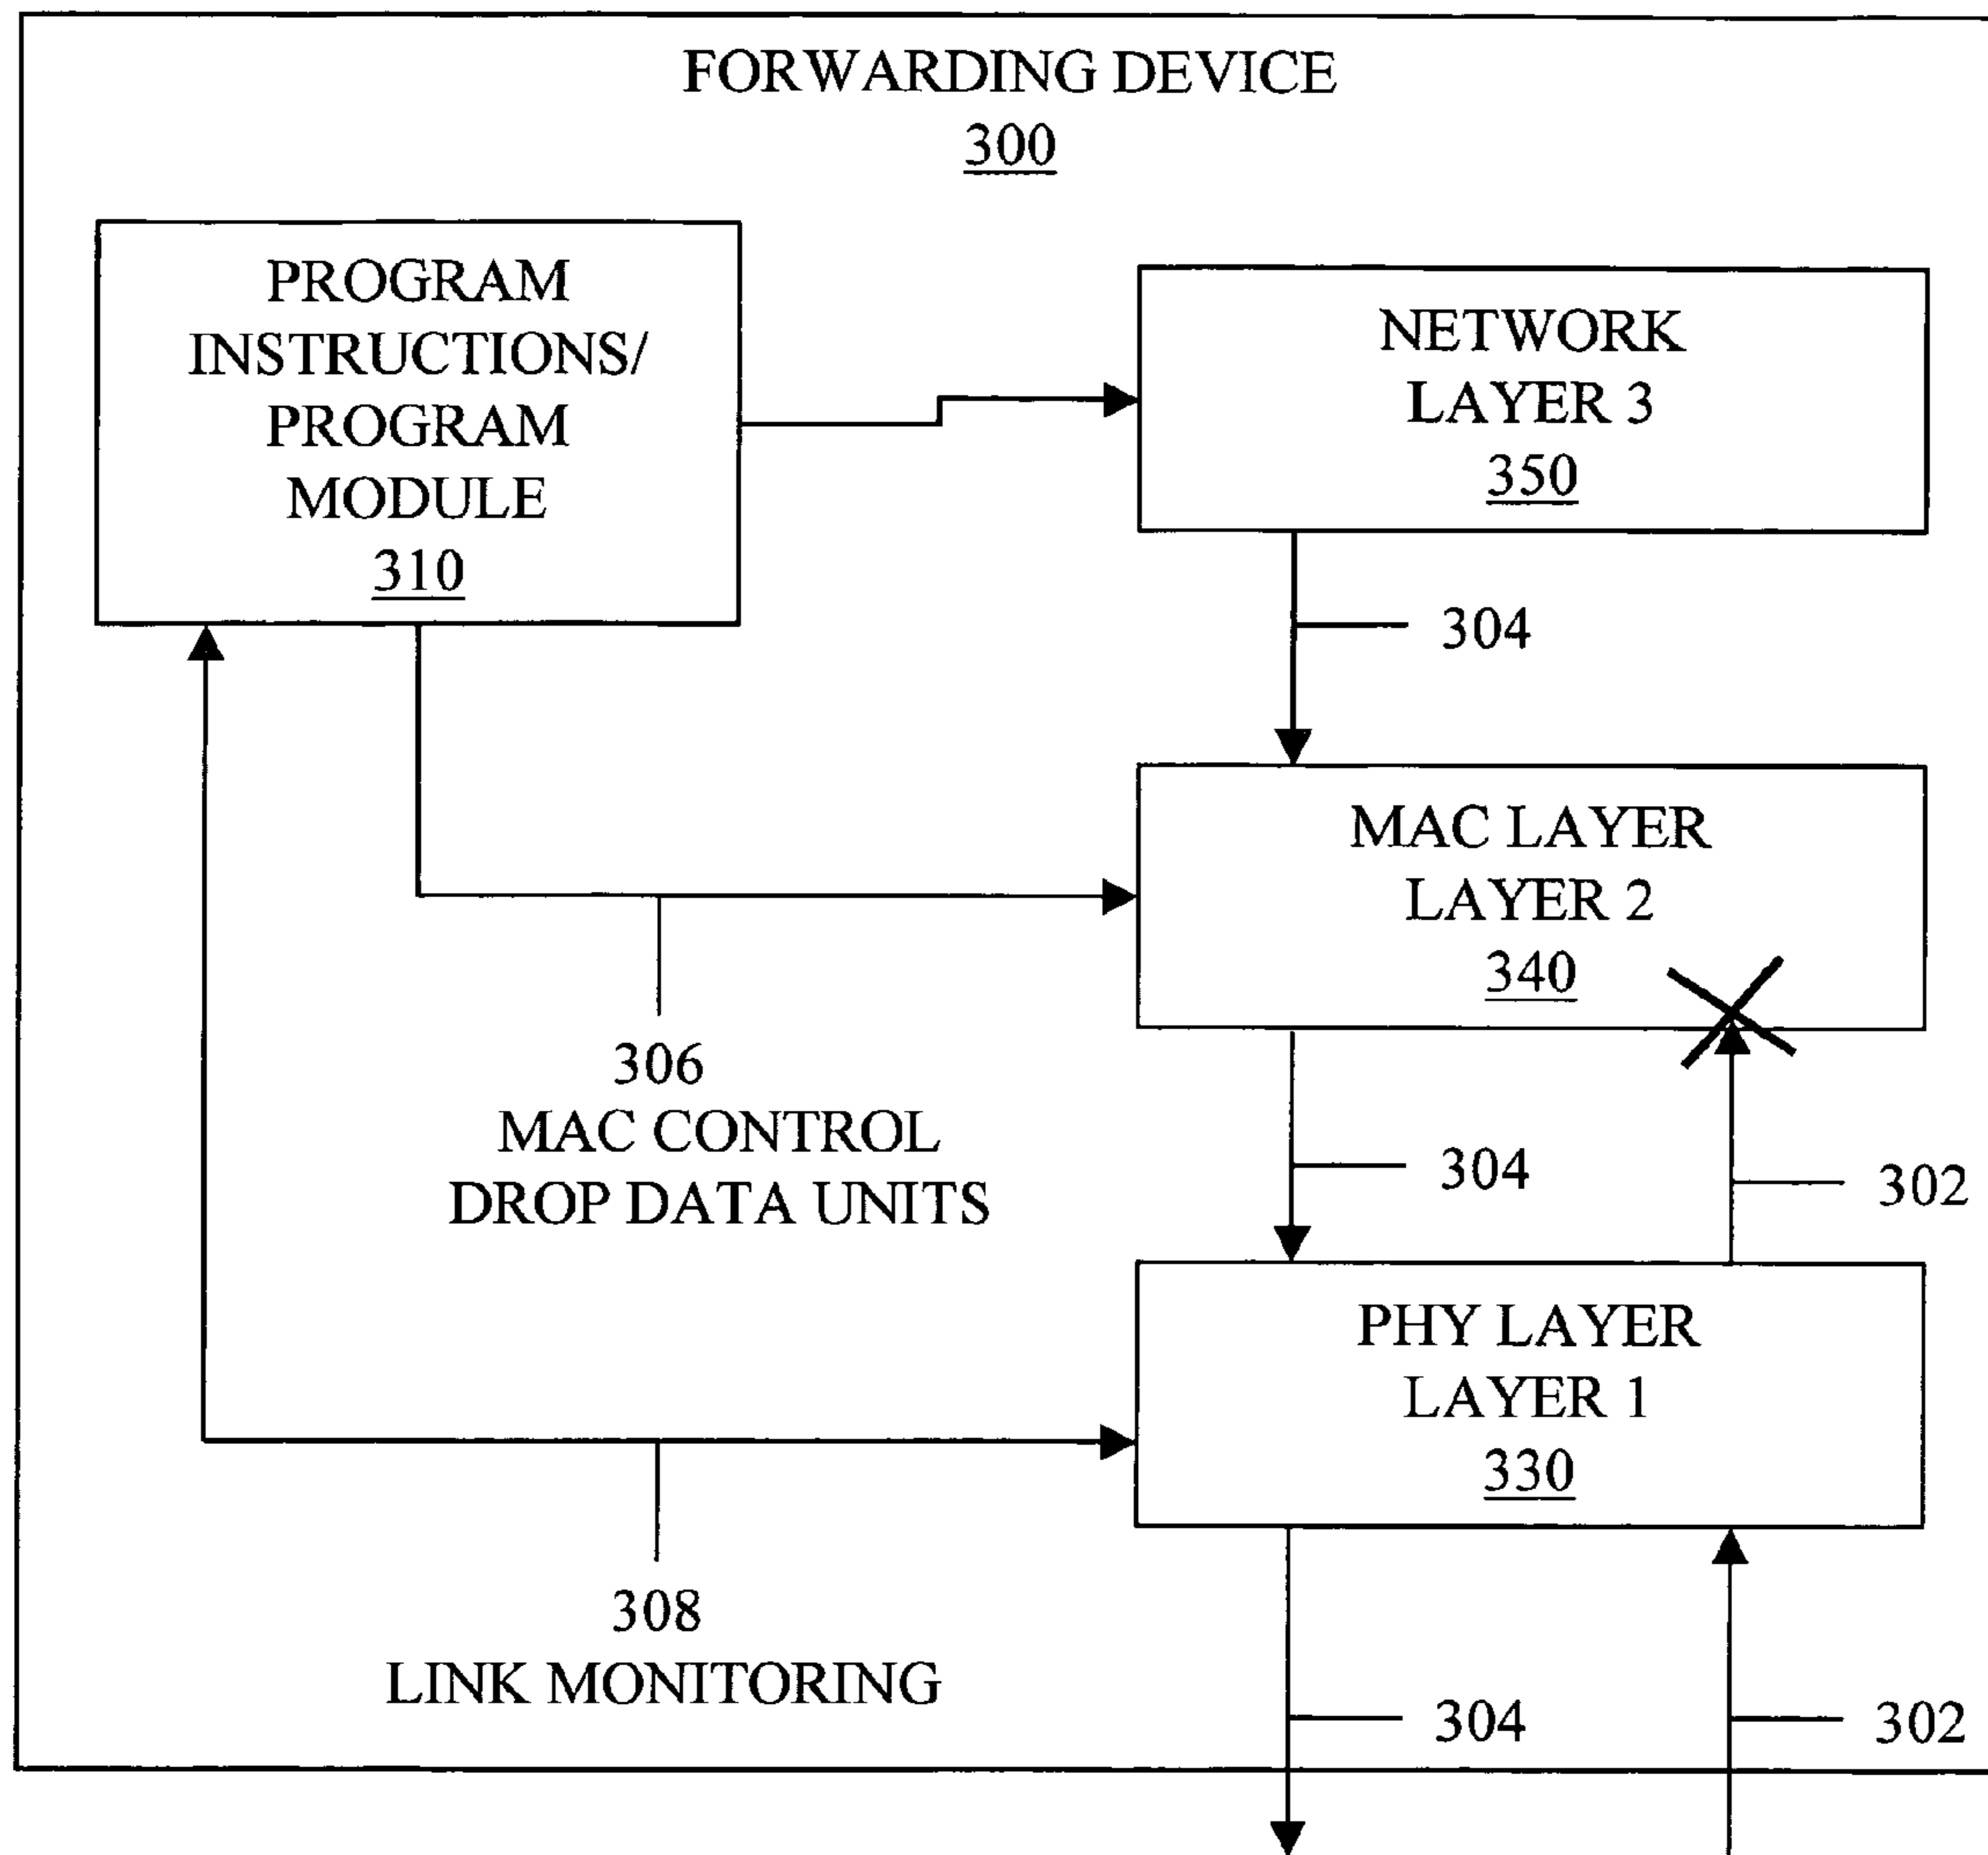 FORWARDING DEVICE
300
PROGRAM
INSTRUCTIONS/
PROGRAM
MODULE
310
NETWORK
LAYER 3
350
304
MAC LAYER
LAYER 2
340
306
MAC CONTROL
DROP DATA UNITS
304
302
PHY LAYER
LAYER 1
330
308
LINK MONITORING
304
302